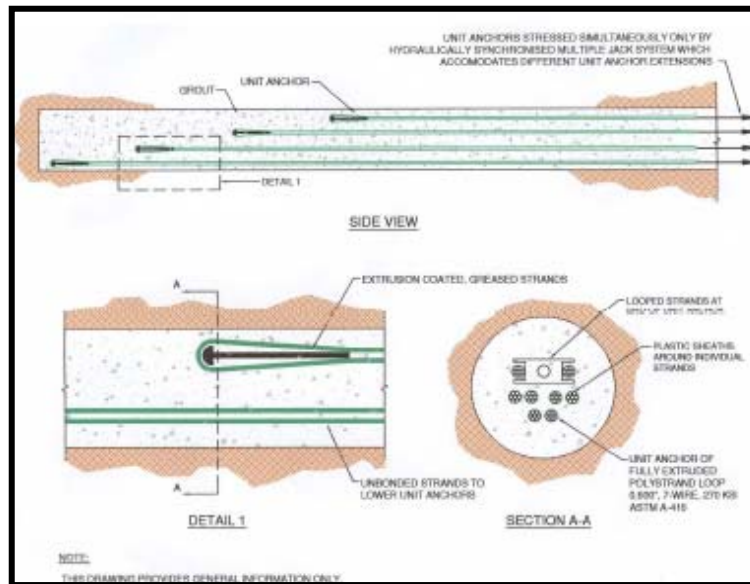 UNIT ANCHORS STRESSED SIMULTANEOUSLY ONLY BY
HYDRAULICALLY SYNCHRONISED MULTIPLE JACK SYSTEM WHICH
ACCOMODATES DIFFERENT UNIT ANCHOR EXTENSIONS
UNIT ANCHOR
GROUT
DETAIL 1
SIDE VIEW
A
EXTRUSION COATED, GREASED STRANDS
LOOPED STRANDS AT
PLASTIC SHEATHS
AROUND INDIVIDUAL
STRANDS
UNBONDED STRANDS TO
LOWER UNIT ANCHORS
A
UNIT ANCHOR OF
FULLY EXTRUDED
POLYSTRAND LOOP
0.600", 7-WIRE, 270 KSI
ASTM A-416
DETAIL 1
SECTION A-A
NOTE:
THIS DRAWING PROVIDES GENERAL INFORMATION ONLY.